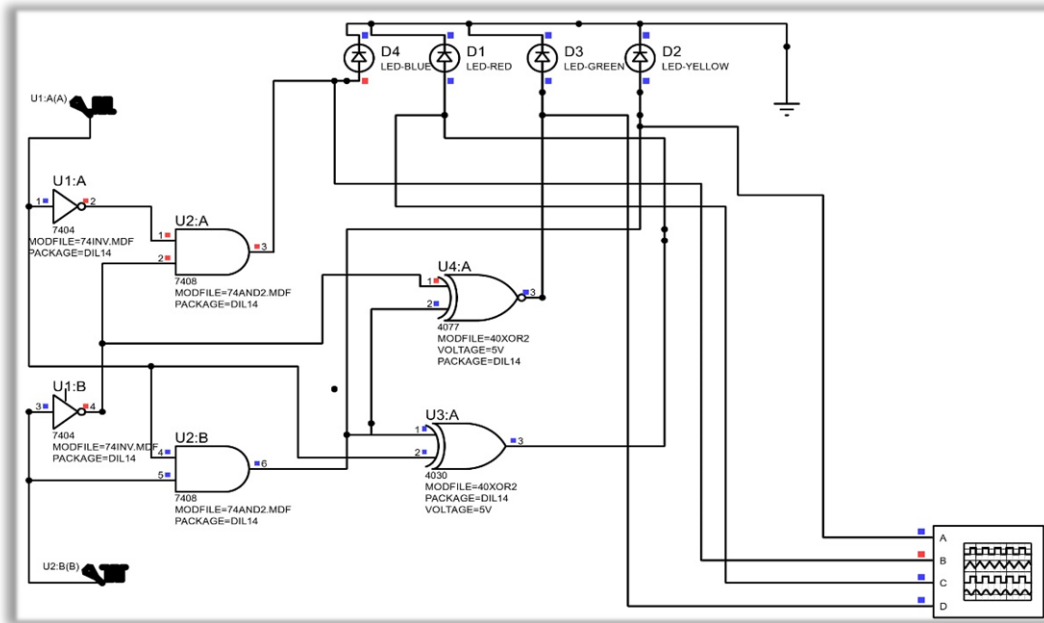 D4
LED-BLUE
D1
LED-RED
D3
LED-GREEN
D2
LED-YELLOW
U1:A(A)
U1:A
1
2
7404
MODFILE=74INV.MDF
PACKAGE=DIL14
U2:A
1
2
3
7408
MODFILE=74AND2.MDF
PACKAGE=DIL14
U4:A
1
2
3
4077
MODFILE=40XOR2
VOLTAGE=5V
PACKAGE=DIL14
U1:B
3
4
7404
MODFILE=74INV.MDF
PACKAGE=DIL14
U2:B
4
5
6
7408
MODFILE=74AND2.MDF
PACKAGE=DIL14
U3:A
1
2
3
4030
MODFILE=40XOR2
PACKAGE=DIL14
VOLTAGE=5V
U2:B(B)
A
B
C
D